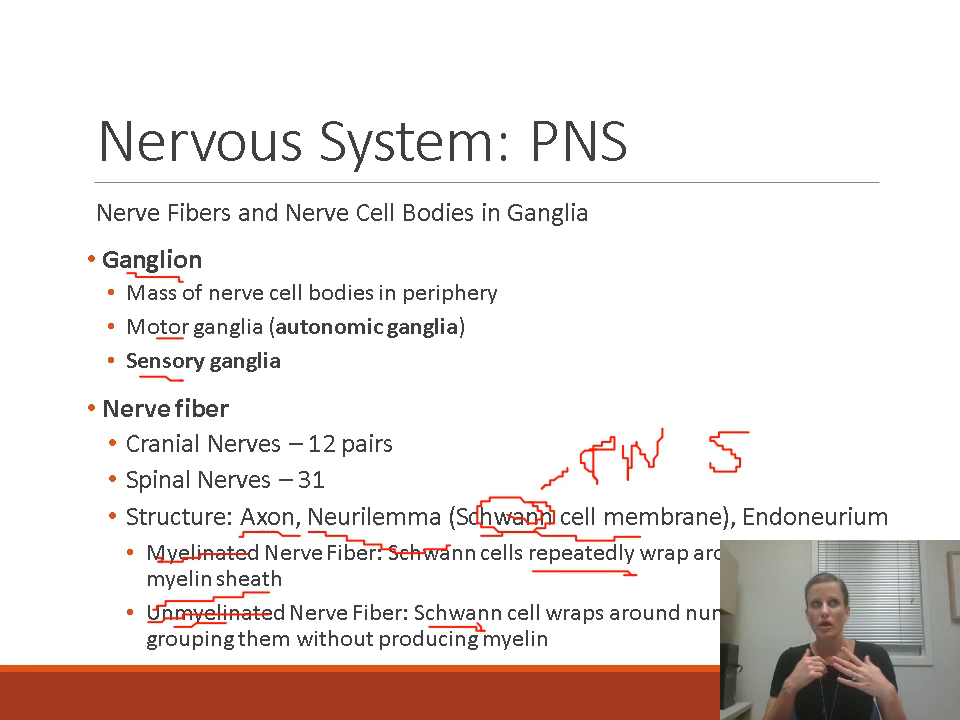 Nervous System: PNS
Nerve Fibers and Nerve Cell Bodies in Ganglia
• Ganglion
• Mass of nerve cell bodies in periphery
• Motor ganglia (autonomic ganglia)
• Sensory ganglia
• Nerve fiber
• Cranial Nerves – 12 pairs
• Spinal Nerves – 31
PNS
• Structure: Axon, Neurilemma (Schwann cell membrane), Endoneurium
• Myelinated Nerve Fiber: Schwann cells repeatedly wrap
myelin sheath
• Unmyelinated Nerve Fiber: Schwann cell wraps around
grouping them without producing myelin